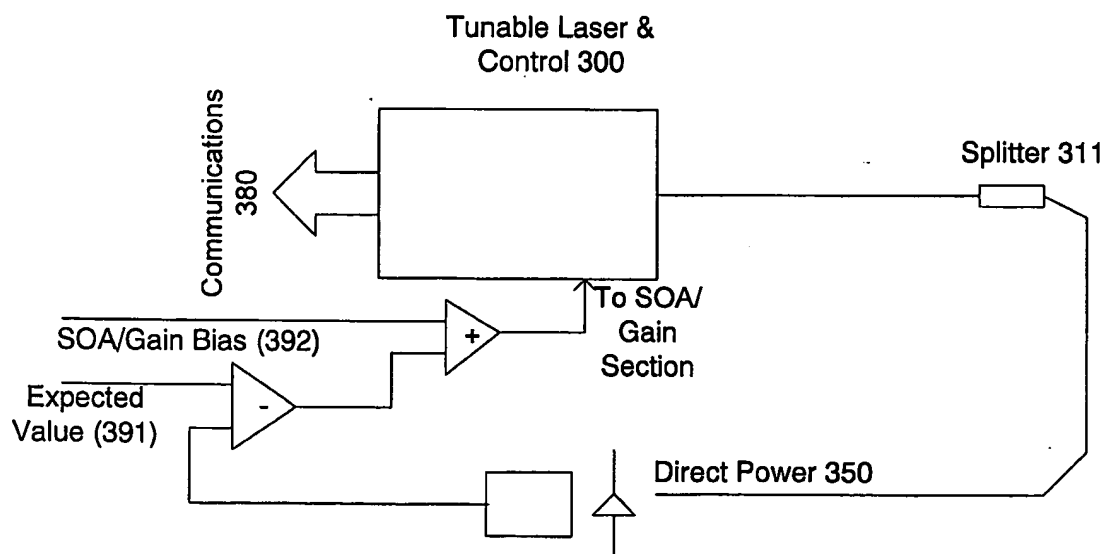 Tunable Laser &
Control 300
Communications
380
Splitter 311
SOA/Gain Bias (392)
+
To SOA/
Gain
Section
Expected
Value (391)
-
Direct Power 350